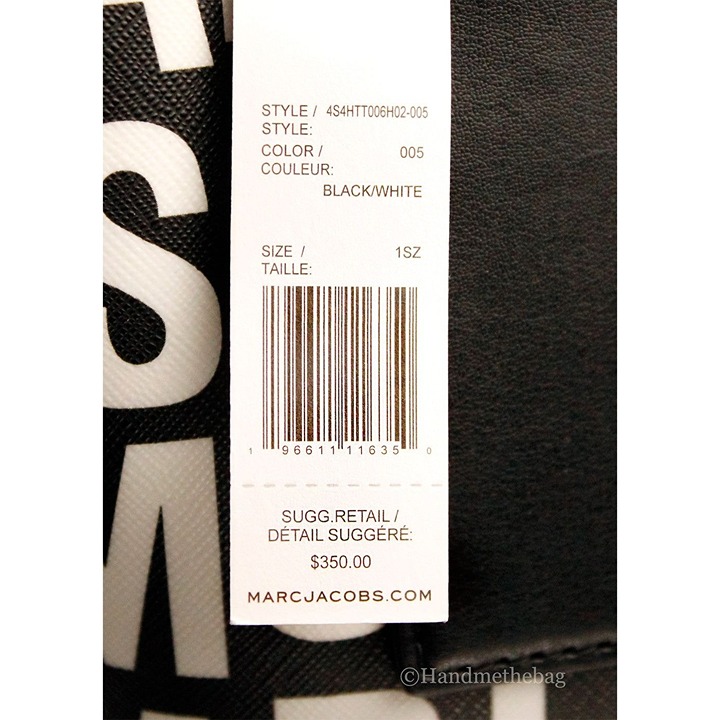 STYLE / 4S4HTT006H02-005
STYLE:
COLOR / 005
COULEUR:
BLACK/WHITE
SIZE / 1SZ
TAILLE:
1 96611 11635 0
SUGG.RETAIL /
DÉTAIL SUGGÉRÉ:
$350.00
MARCJACOBS.COM
S
M
©Handmethebag